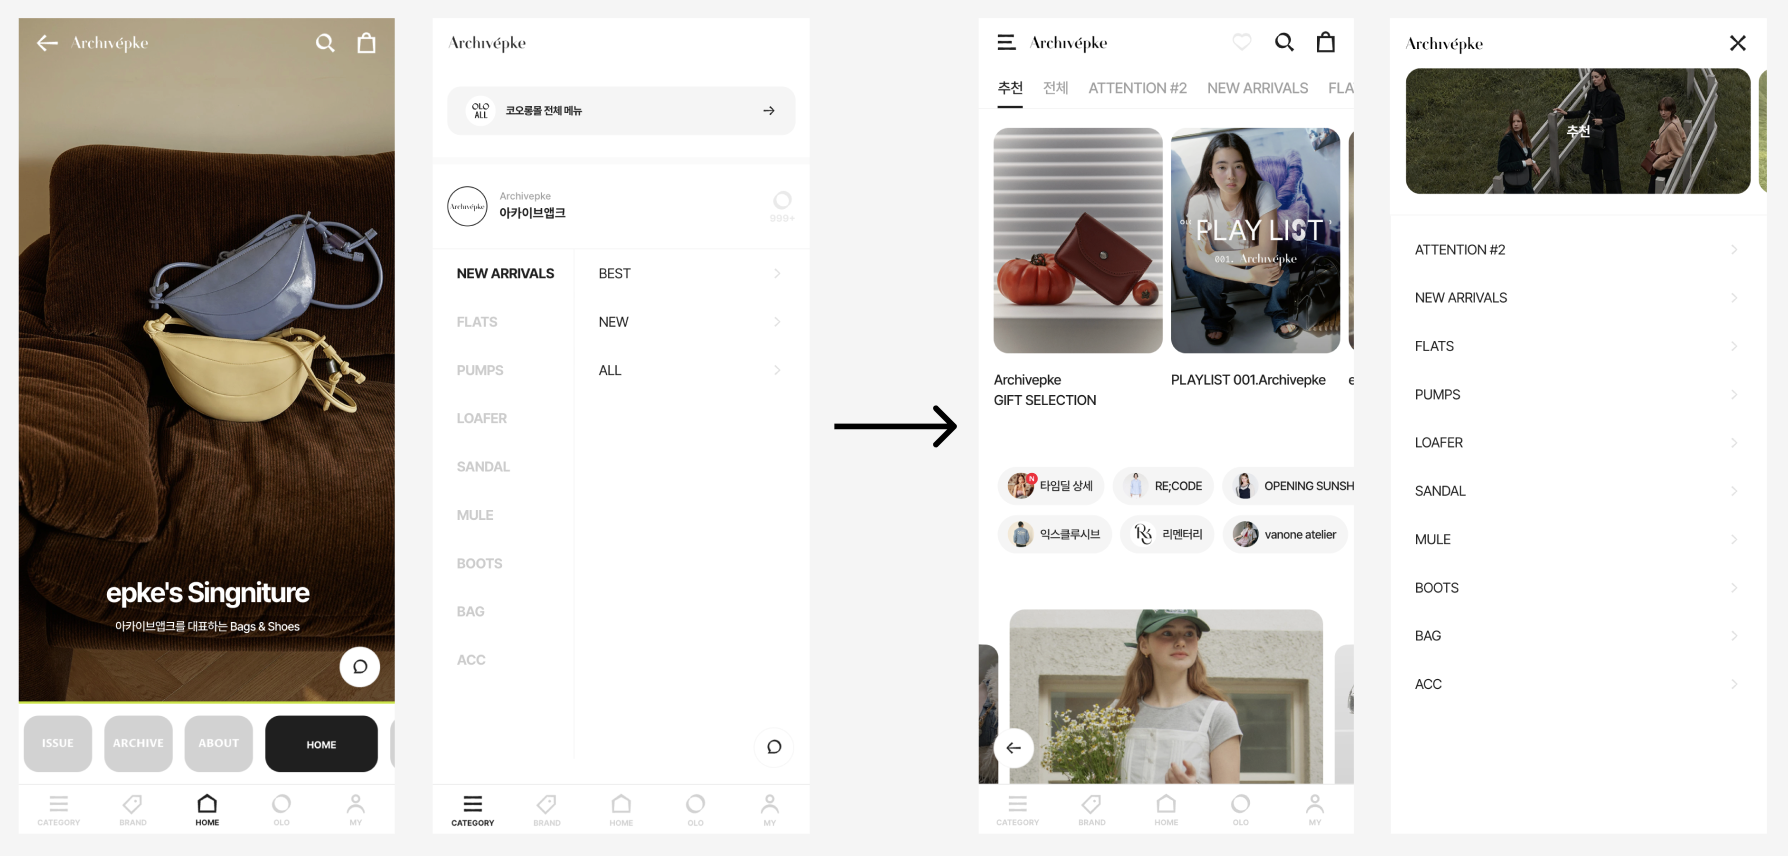 Archivépke
epke's Singniture
아카이브앱크를 대표하는 Bags & Shoes
ISSUE
ARCHIVE
ABOUT
HOME
CATEGORY
BRAND
HOME
OLO
MY
Archivépke
OLO
ALL
코오롱몰 전체 메뉴
Archivépke
Archivepke
아카이브앱크
999+
NEW ARRIVALS
FLATS
PUMPS
LOAFER
SANDAL
MULE
BOOTS
BAG
ACC
BEST
NEW
ALL
CATEGORY
BRAND
HOME
OLO
MY
Archivépke
추천 전체 ATTENTION #2 NEW ARRIVALS FLA
PLAY LIST
001. Archivépke
Archivepke
GIFT SELECTION
PLAYLIST 001.Archivepke
e
N
타임딜 상세
RE;CODE
OPENING SUNSH
익스클루시브
리멘터리
vanone atelier
CATEGORY
BRAND
HOME
OLO
MY
Archivépke
추천
ATTENTION #2
NEW ARRIVALS
FLATS
PUMPS
LOAFER
SANDAL
MULE
BOOTS
BAG
ACC